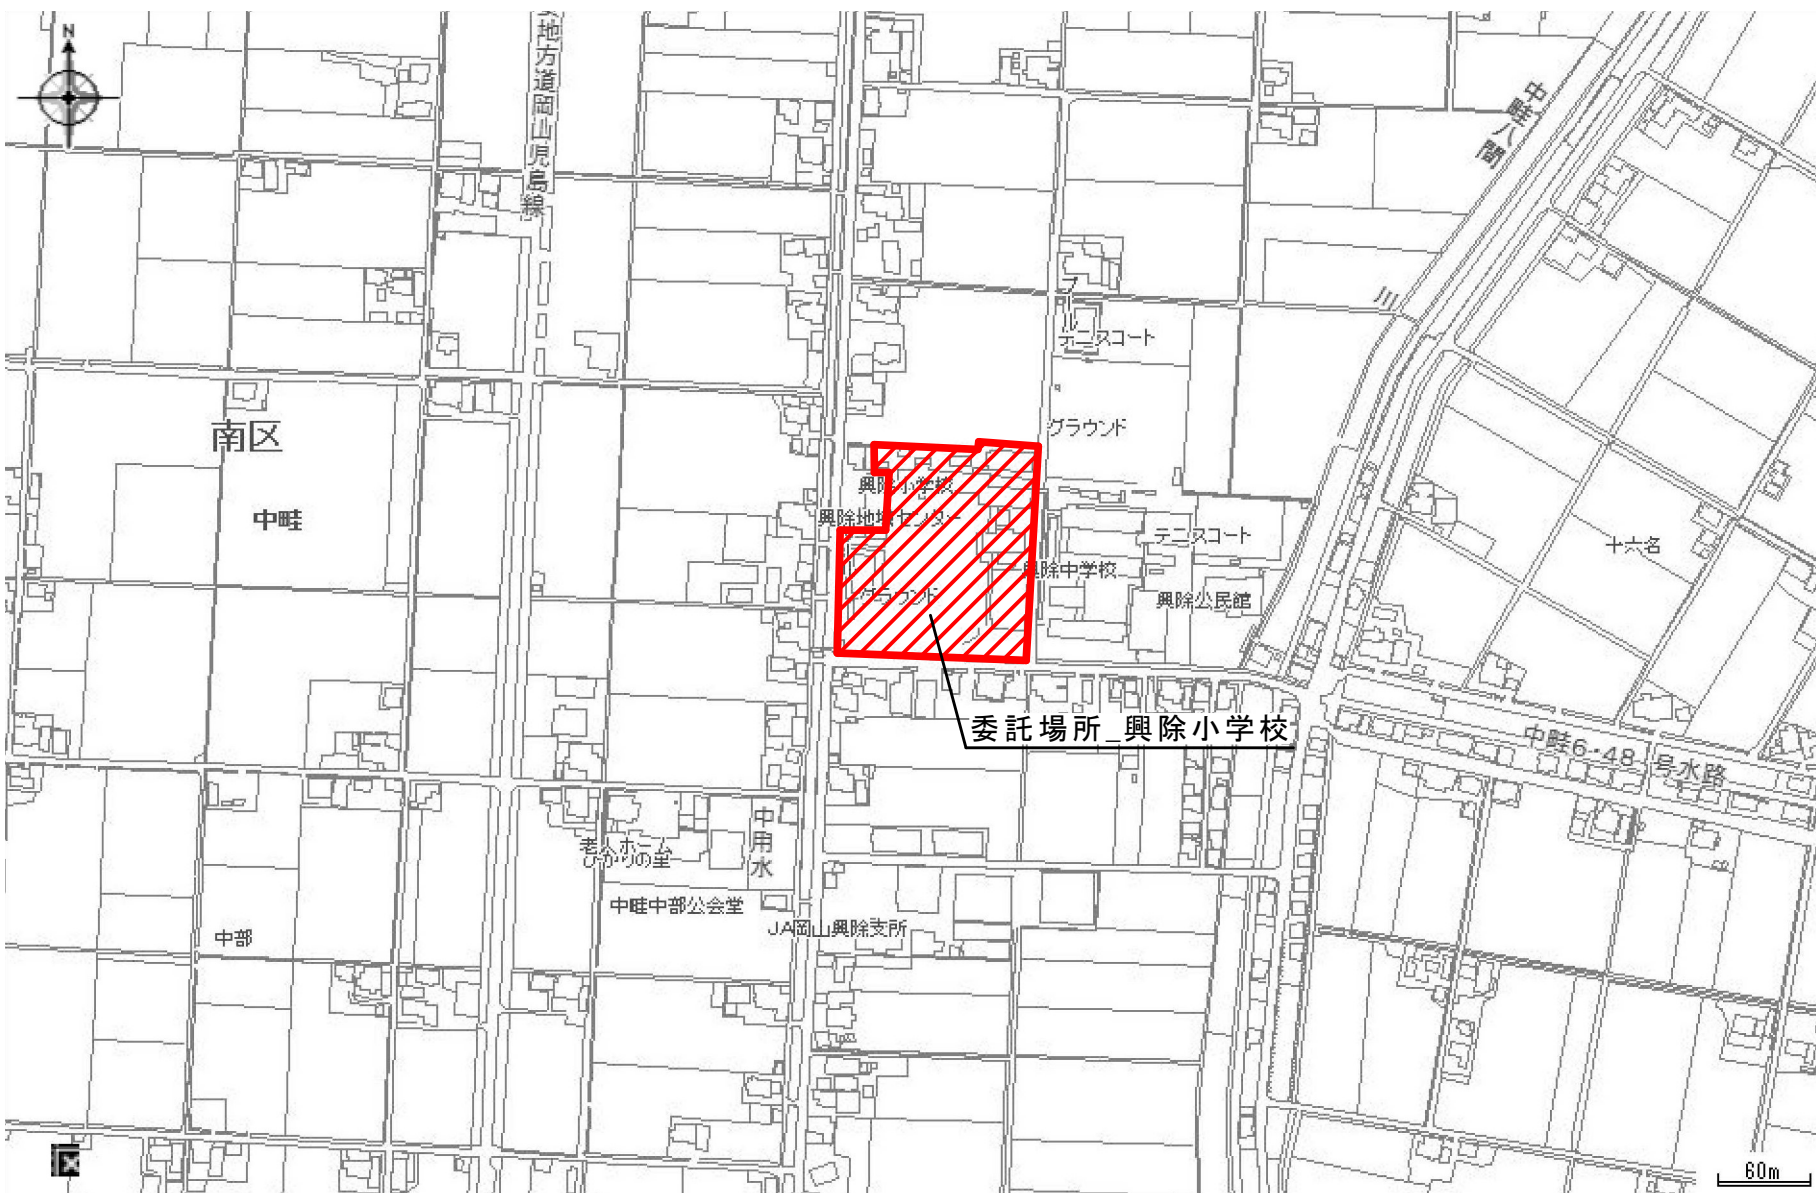 N
地方道岡山児島線
中畦八間
川
プール
テニスコート
グラウンド
南区
中畦
興除小学校
興除地域センター
グラウンド
テニスコート
興除中学校
興除公民館
十六名
委託場所_興除小学校
中畦6・48
号水路
中用水
老人ホーム
ひかりの里
中畦中部公会堂
JA岡山興除支所
中部
60m